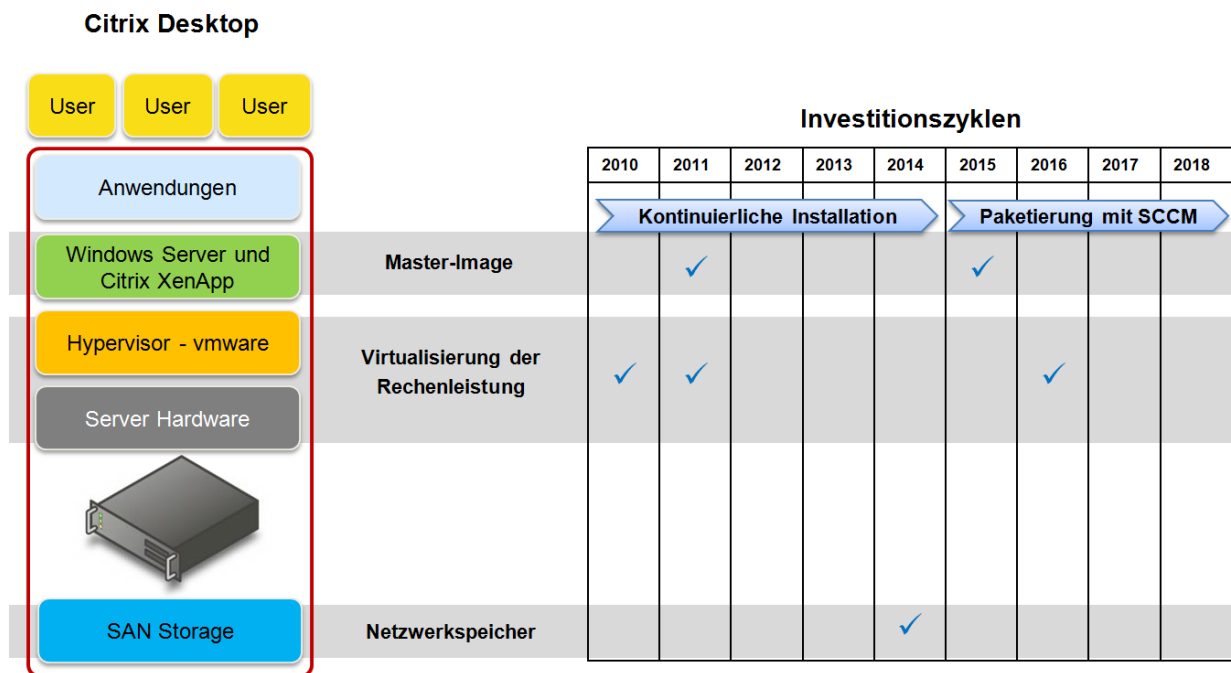 Citrix Desktop
User User User
Investitionszyklen
2010 2011 2012 2013 2014 2015 2016 2017 2018
Anwendungen
Kontinuierliche Installation
Paketierung mit SCCM
Windows Server und
Citrix XenApp
Master-Image
Hypervisor - vmware
Virtualisierung der
Rechenleistung
Server Hardware
SAN Storage
Netzwerkspeicher